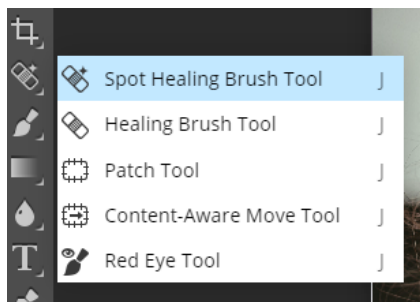 Spot Healing Brush Tool J
Healing Brush Tool J
Patch Tool J
Content-Aware Move Tool J
Red Eye Tool J
T